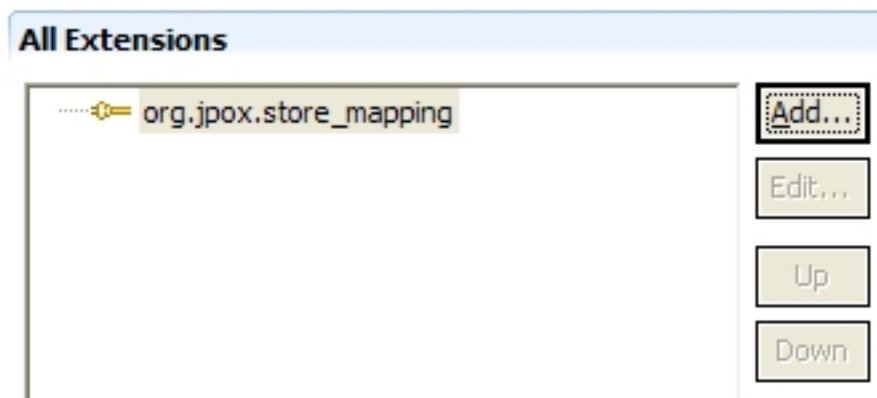 All Extensions
org.jpox.store_mapping
Add...
Edit...
Up
Down